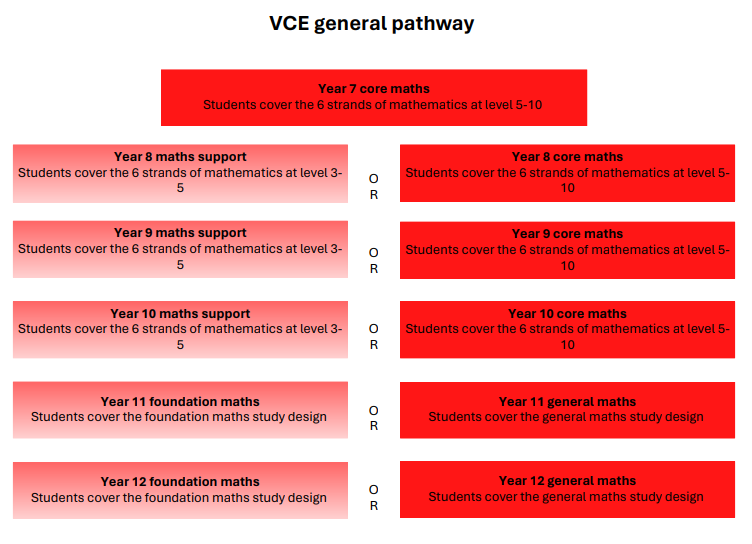 VCE general pathway
Year 7 core maths
Students cover the 6 strands of mathematics at level 5-10
Year 8 maths support
Students cover the 6 strands of mathematics at level 3-
5
O
R
Year 8 core maths
Students cover the 6 strands of mathematics at level 5-
10
Year 9 maths support
Students cover the 6 strands of mathematics at level 3-
5
O
R
Year 9 core maths
Students cover the 6 strands of mathematics at level 5-
10
Year 10 maths support
Students cover the 6 strands of mathematics at level 3-
5
O
R
Year 10 core maths
Students cover the 6 strands of mathematics at level 5-
10
Year 11 foundation maths
Students cover the foundation maths study design
O
R
Year 11 general maths
Students cover the general maths study design
Year 12 foundation maths
Students cover the foundation maths study design
O
R
Year 12 general maths
Students cover the general maths study design